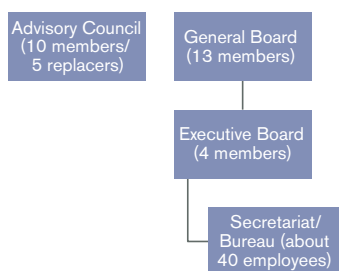 Advisory Council
(10 members/
5 replacers)
General Board
(13 members)
Executive Board
(4 members)
Secretariat/
Bureau (about
40 employees)